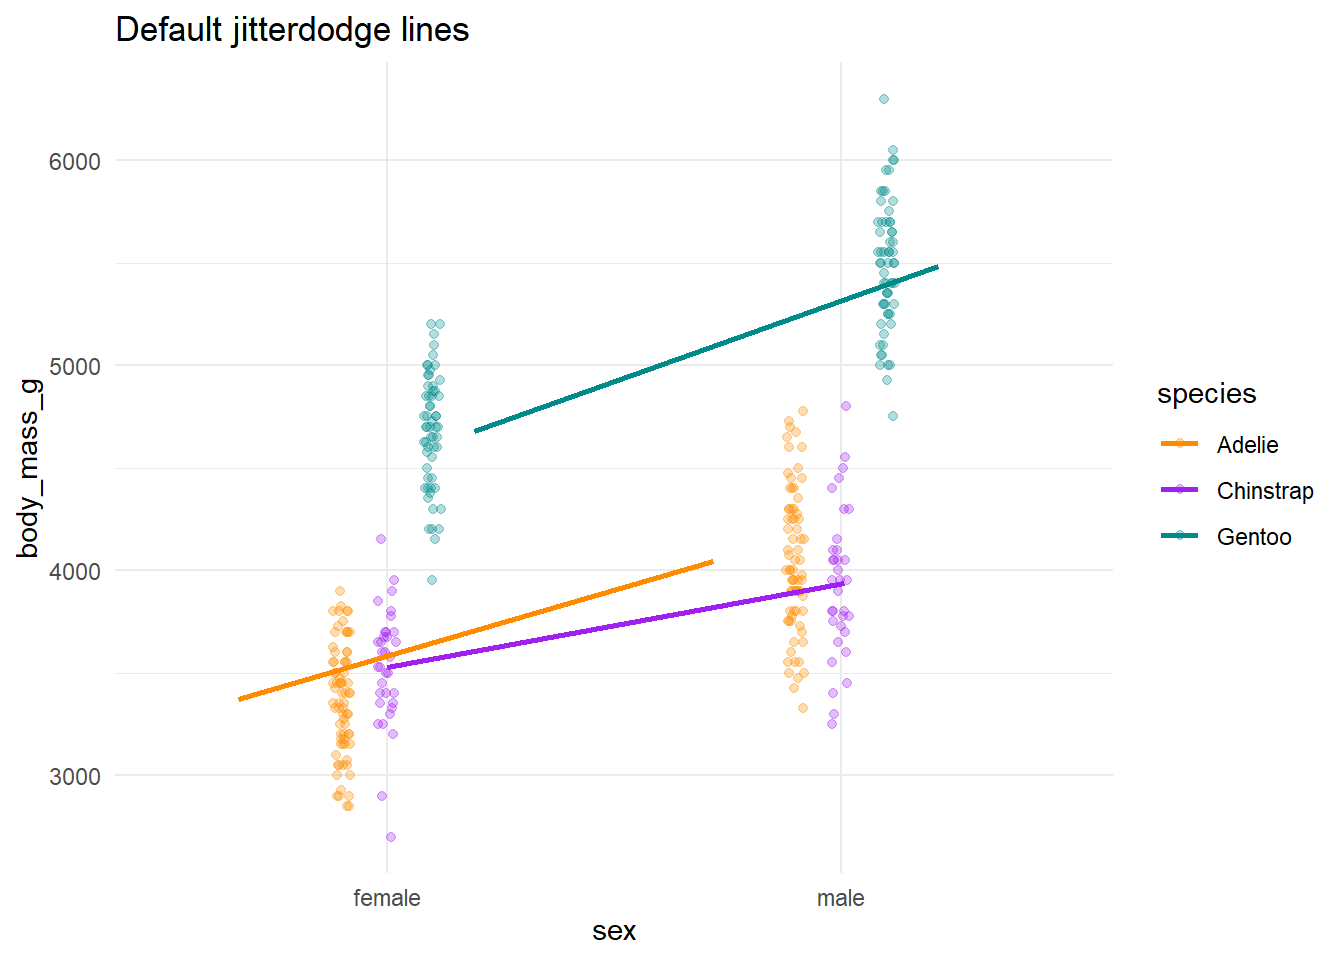 Default jitterdodge lines
6000
5000
4000
3000
body_mass_g
female
male
sex
species
Adelie
Chinstrap
Gentoo